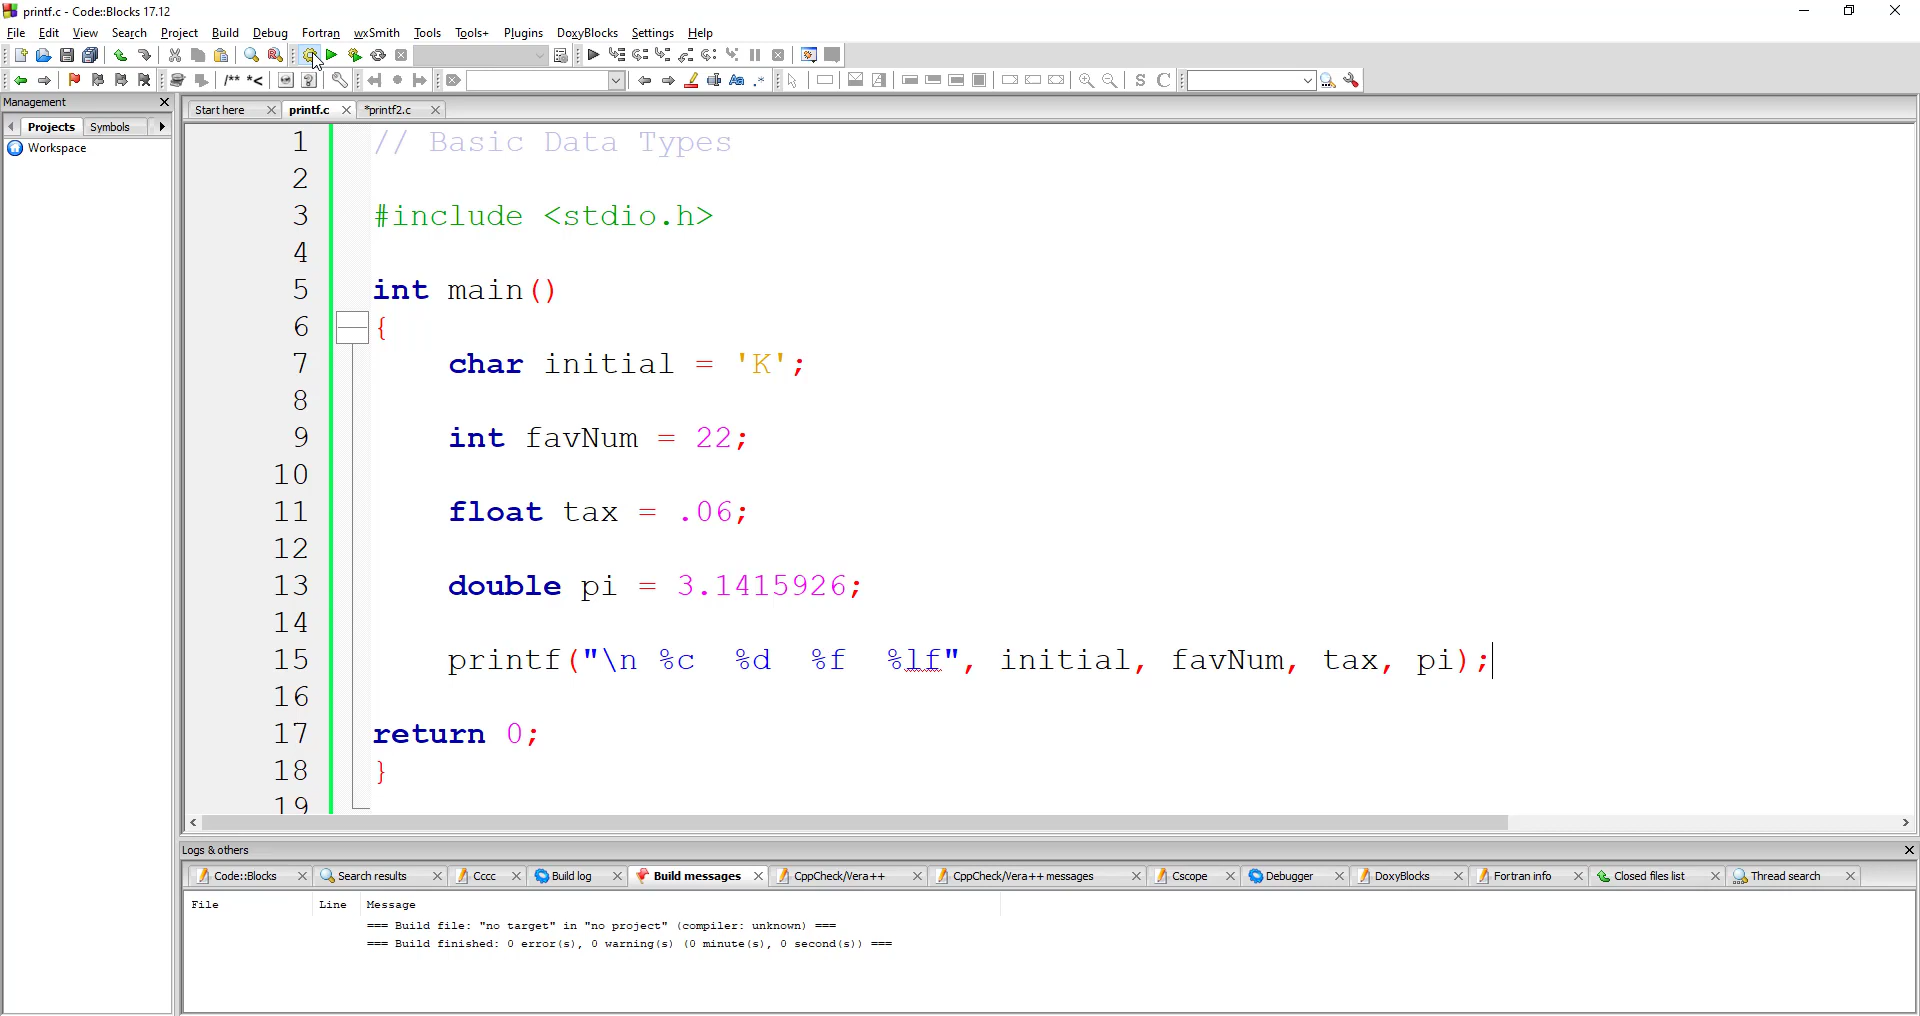 printf.c - Code::Blocks 17.12
File Edit View Search Project Build Debug Fortran wxSmith Tools Tools+ Plugins DoxyBlocks Settings Help
/** *<
Aa .*
S C
Management
Start here printf.c *printf2.c
Projects Symbols
Workspace
1 // Basic Data Types
2
3 #include <stdio.h>
4
5 int main()
6 {
7 char initial = 'K';
8
9 int favNum = 22;
10
11 float tax = .06;
12
13 double pi = 3.1415926;
14
15 printf("\n %c  %d  %f  %lf", initial, favNum, tax, pi);
16
17 return 0;
18 }
19
Logs & others
Code::Blocks Search results Cccc Build log Build messages CppCheck/Vera++ CppCheck/Vera++ messages Cscope Debugger DoxyBlocks Fortran info Closed files list Thread search
File Line Message
=== Build file: "no target" in "no project" (compiler: unknown) ===
=== Build finished: 0 error(s), 0 warning(s) (0 minute(s), 0 second(s)) ===